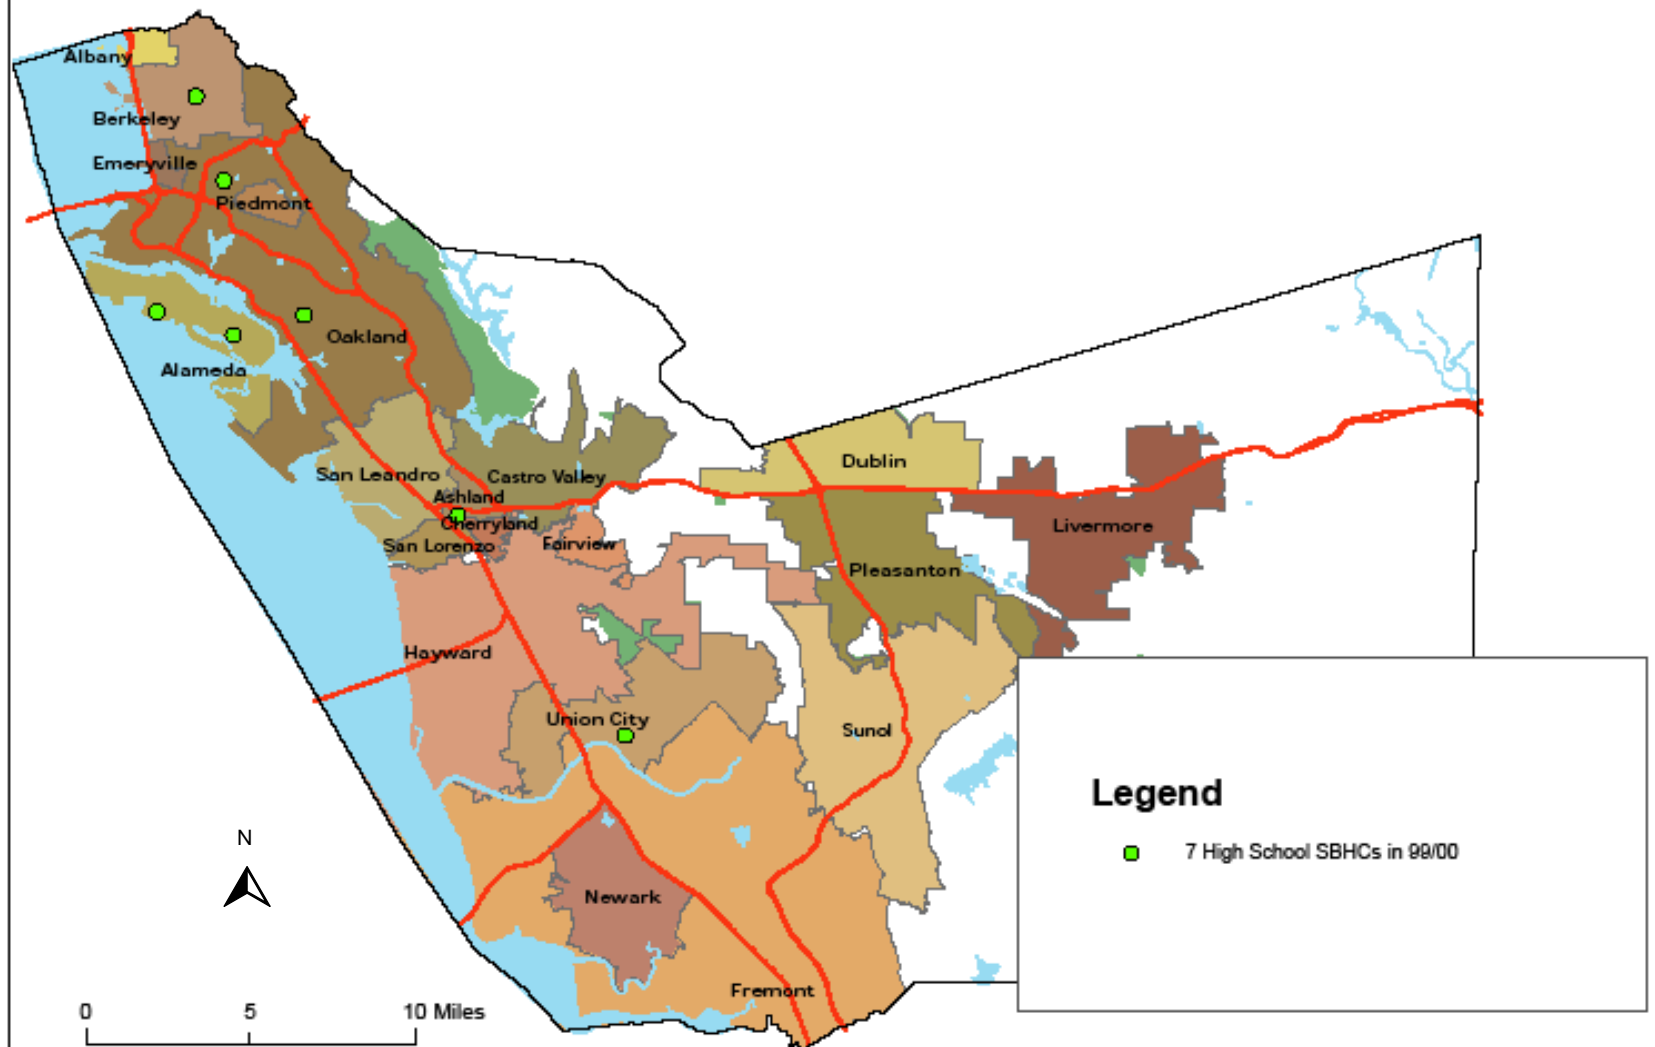 Albany
Berkeley
Emeryville
Piedmont
Oakland
Alameda
San Leandro
Castro Valley
Ashland
Cherryland
San Lorenzo
Fairview
Dublin
Livermore
Pleasanton
Hayward
Union City
Sunol
Newark
Fremont
Legend
7 High School SBHCs in 99/00
N
0 5 10 Miles